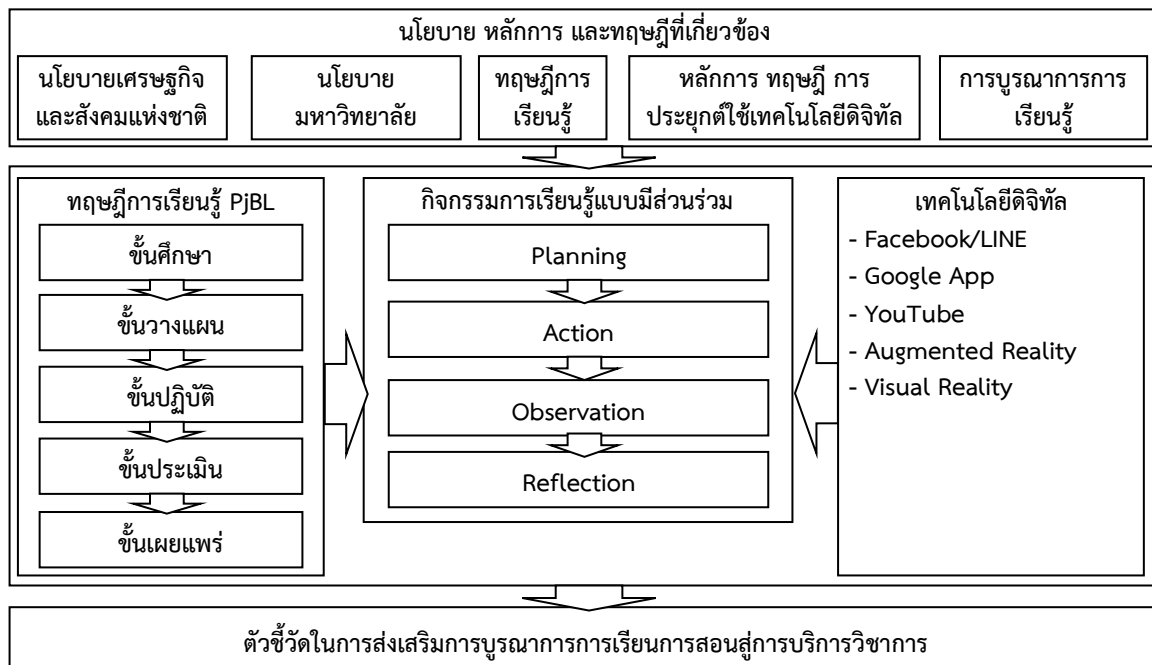 นโยบาย หลักการ และทฤษฎีที่เกี่ยวข้อง
นโยบายเศรษฐกิจ
และสังคมแห่งชาติ
นโยบาย
มหาวิทยาลัย
ทฤษฎีการ
เรียนรู้
หลักการ ทฤษฎี การ
ประยุกต์ใช้เทคโนโลยีดิจิทัล
การบูรณาการการ
เรียนรู้
ทฤษฎีการเรียนรู้ PjBL
ขั้นศึกษา
ขั้นวางแผน
ขั้นปฏิบัติ
ขั้นประเมิน
ขั้นเผยแพร่
กิจกรรมการเรียนรู้แบบมีส่วนร่วม
Planning
Action
Observation
Reflection
เทคโนโลยีดิจิทัล
- Facebook/LINE
- Google App
- YouTube
- Augmented Reality
- Visual Reality
ตัวชี้วัดในการส่งเสริมการบูรณาการการเรียนการสอนสู่การบริการวิชาการ